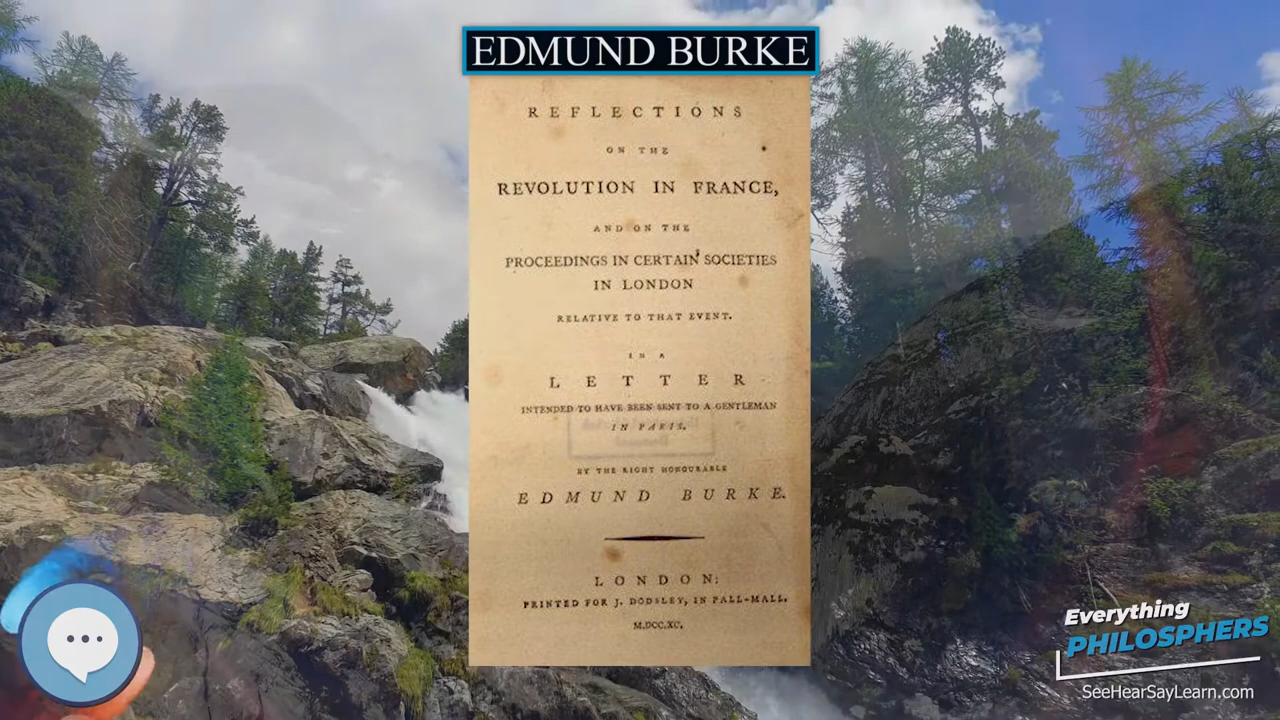 EDMUND BURKE
REFLECTIONS
ON THE
REVOLUTION IN FRANCE,
AND ON THE
PROCEEDINGS IN CERTAIN SOCIETIES
IN LONDON
RELATIVE TO THAT EVENT.
IN A
LETTER
INTENDED TO HAVE BEEN SENT TO A GENTLEMAN
IN PARIS.
BY THE RIGHT HONOURABLE
EDMUND BURKE.
LONDON:
PRINTED FOR J. DODSLEY, IN PALL-MALL.
M.DCC.XC.
Everything
PHILOSPHERS
SeeHearSayLearn.com